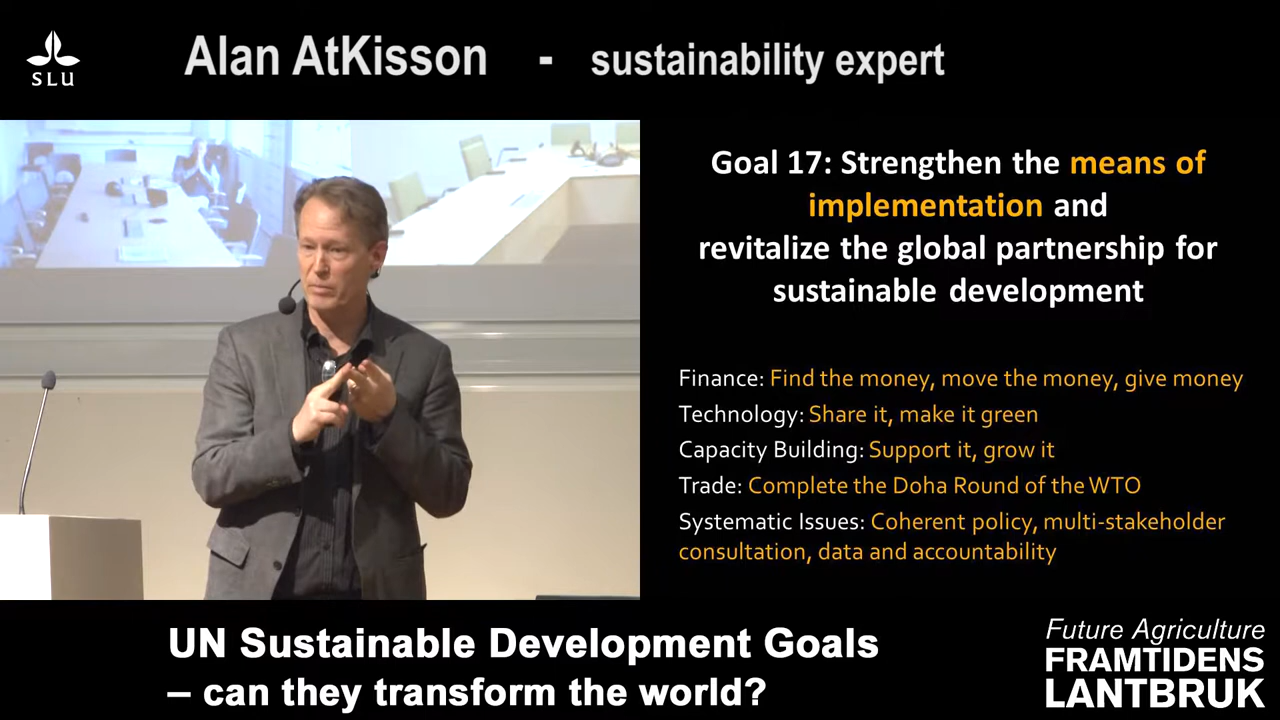 SLU
Alan AtKisson - sustainability expert
Goal 17: Strengthen the means of
implementation and
revitalize the global partnership for
sustainable development
Finance: Find the money, move the money, give money
Technology: Share it, make it green
Capacity Building: Support it, grow it
Trade: Complete the Doha Round of the WTO
Systematic Issues: Coherent policy, multi-stakeholder
consultation, data and accountability
UN Sustainable Development Goals
– can they transform the world?
Future Agriculture
FRAMTIDENS
LANTBRUK